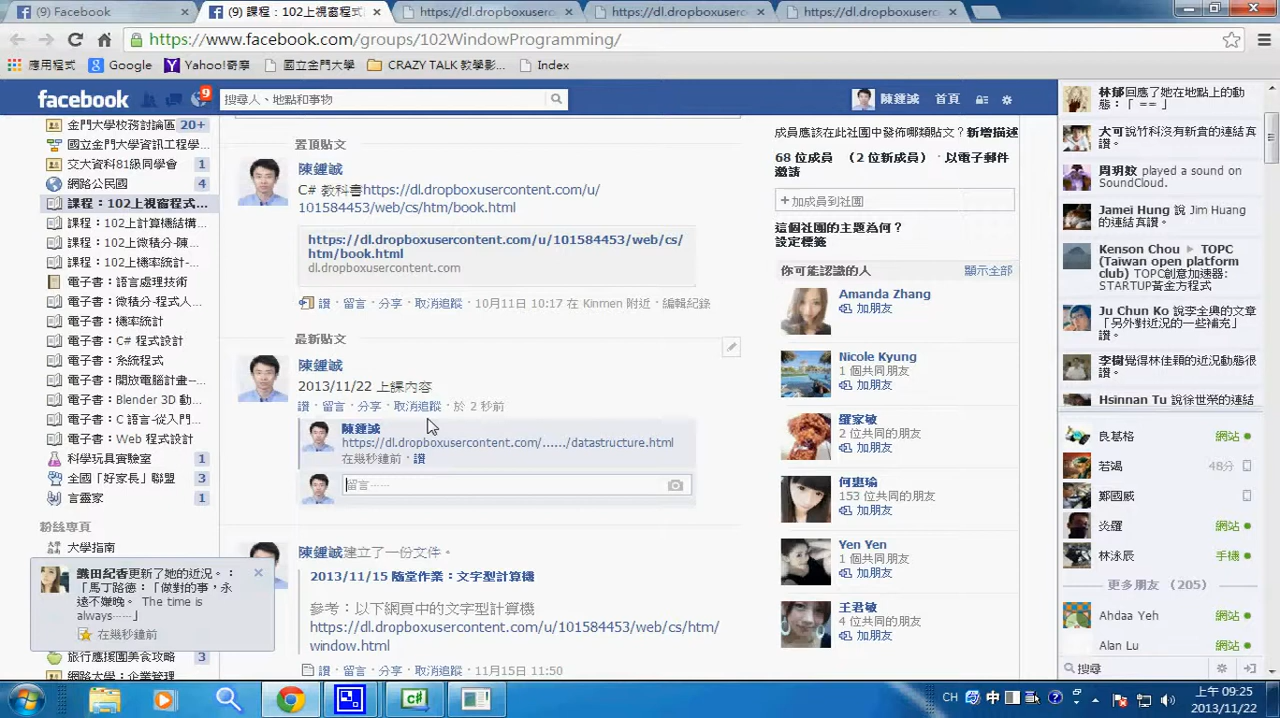 (9) Facebook
(9) 課程：102上視窗程式
https://dl.dropboxuserco
https://dl.dropboxuserco
https://dl.dropboxuserco
https://www.facebook.com/groups/102WindowProgramming/
應用程式
Google
Yahoo!奇摩
國立金門大學
CRAZY TALK 教學影...
Index
facebook
9
搜尋人、地點和事物
陳鍾誠
首頁
金門大學校務討論區 20+
國立金門大學資訊工程學...
交大資科81級同學會 1
網路公民國 4
課程：102上視窗程式...
課程：102上計算機結構...
課程：102上微積分-陳...
課程：102上機率統計-...
電子書：語言處理技術
電子書：微積分-程式人...
電子書：機率統計
電子書：C# 程式設計
電子書：系統程式
電子書：開放電腦計畫--...
電子書：Blender 3D 動...
電子書：C 語言-從入門...
電子書：Web 程式設計
科學玩具實驗室 1
全國「好家長」聯盟 3
言靈家 1
粉絲專頁
大學指南
織田紀香更新了她的近況。：
「馬丁路德：「做對的事，永
遠不嫌晚。 The time is
always……」
在幾秒鐘前
旅行應援團美食攻略 3
網路大學：企業管理
置頂貼文
陳鍾誠
C# 教科書https://dl.dropboxusercontent.com/u/
101584453/web/cs/htm/book.html
https://dl.dropboxusercontent.com/u/101584453/web/cs/
htm/book.html
dl.dropboxusercontent.com
讚 · 留言 · 分享 · 取消追蹤 · 10月11日 10:17 在 Kinmen 附近 · 編輯紀錄
最新貼文
陳鍾誠
2013/11/22 上課內容
讚 · 留言 · 分享 · 取消追蹤 · 於 2 秒前
陳鍾誠
https://dl.dropboxusercontent.com/....../datastructure.html
在幾秒鐘前 · 讚
留言……
陳鍾誠建立了一份文件。
2013/11/15 隨堂作業：文字型計算機
參考：以下網頁中的文字型計算機
https://dl.dropboxusercontent.com/u/101584453/web/cs/htm/
window.html
讚 · 留言 · 分享 · 取消追蹤 · 11月15日 11:50
成員應該在此社團中發佈哪類貼文？新增描述
68 位成員 （2 位新成員） · 以電子郵件
邀請
+加成員到社團
這個社團的主題為何？
設定標籤
你可能認識的人
顯示全部
Amanda Zhang
加朋友
Nicole Kyung
1 個共同朋友
加朋友
羅家敏
2 位共同的朋友
加朋友
何惠瑜
153 位共同的朋友
加朋友
Yen Yen
1 個共同朋友
加朋友
王君敏
4 位共同的朋友
加朋友
林郁回應了她在地點上的動
態：「 == 」
大可說竹科之新新聞的連結真
讚。
周玥妏 played a sound on
SoundCloud.
Jamei Hung 說 Jim Huang
的連結真讚。
Kenson Chou ▶ TOPC
(Taiwan open platform
club) TOPC創意加速器:
STARTUP黃金方程式
Ju Chun Ko 說李全興的文章
「另外對近況的一些補充」
讚。
李樹覺得林佳頡的近況動態很
讚。
Hsinnan Tu 說徐世榮的連結
良葛格 網站
若渴 48分
鄭國威
炎羅 網站
林泳辰 手機
更多朋友 （205）
Ahdaa Yeh 網站
Alan Lu 網站
搜尋
CH
中
上午 09:25
2013/11/22